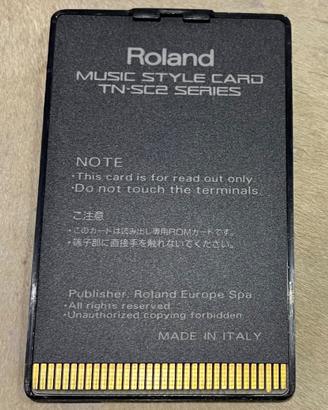 Roland
MUSIC STYLE CARD
TN-SC2 SERIES
NOTE
·This card is for read out only.
·Do not touch the terminals.
ご注意
·このカードは読み出し専用ROMカードです。
·端子部に直接手を触れないでください。
Publisher. Roland Europe Spa
·All rights reserved.
·Unauthorized copying forbidden
MADE IN ITALY